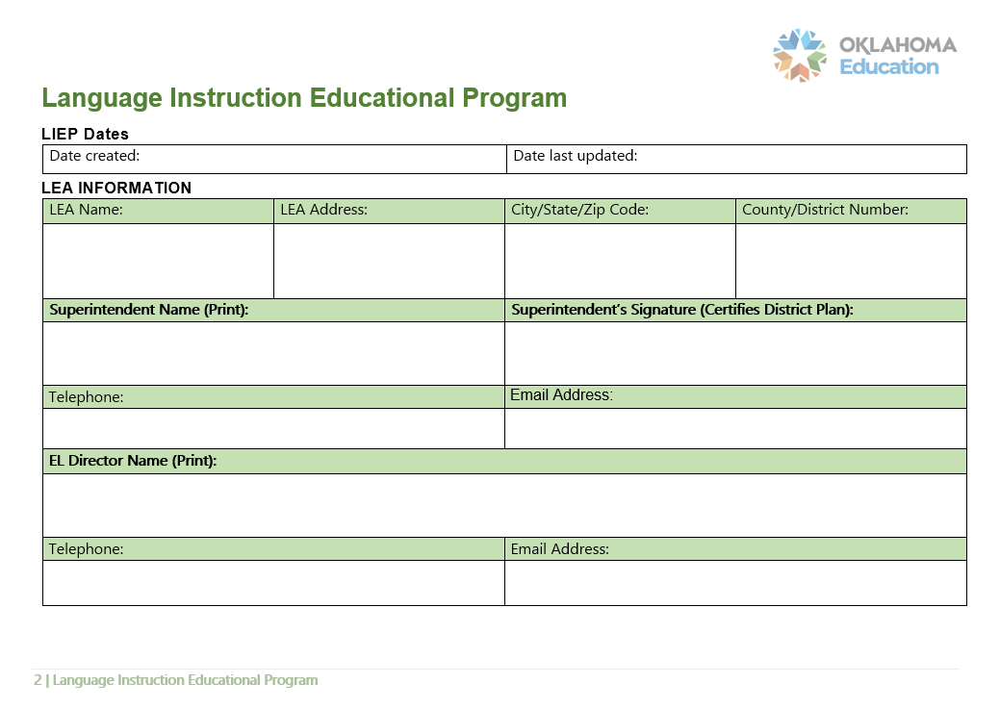 OKLAHOMA
Education
Language Instruction Educational Program
LIEP Dates
Date created: Date last updated:
LEA INFORMATION
LEA Name: LEA Address: City/State/Zip Code: County/District Number:
Superintendent Name (Print): Superintendent's Signature (Certifies District Plan):
Telephone: Email Address:
EL Director Name (Print):
Telephone: Email Address:
2 | Language Instruction Educational Program